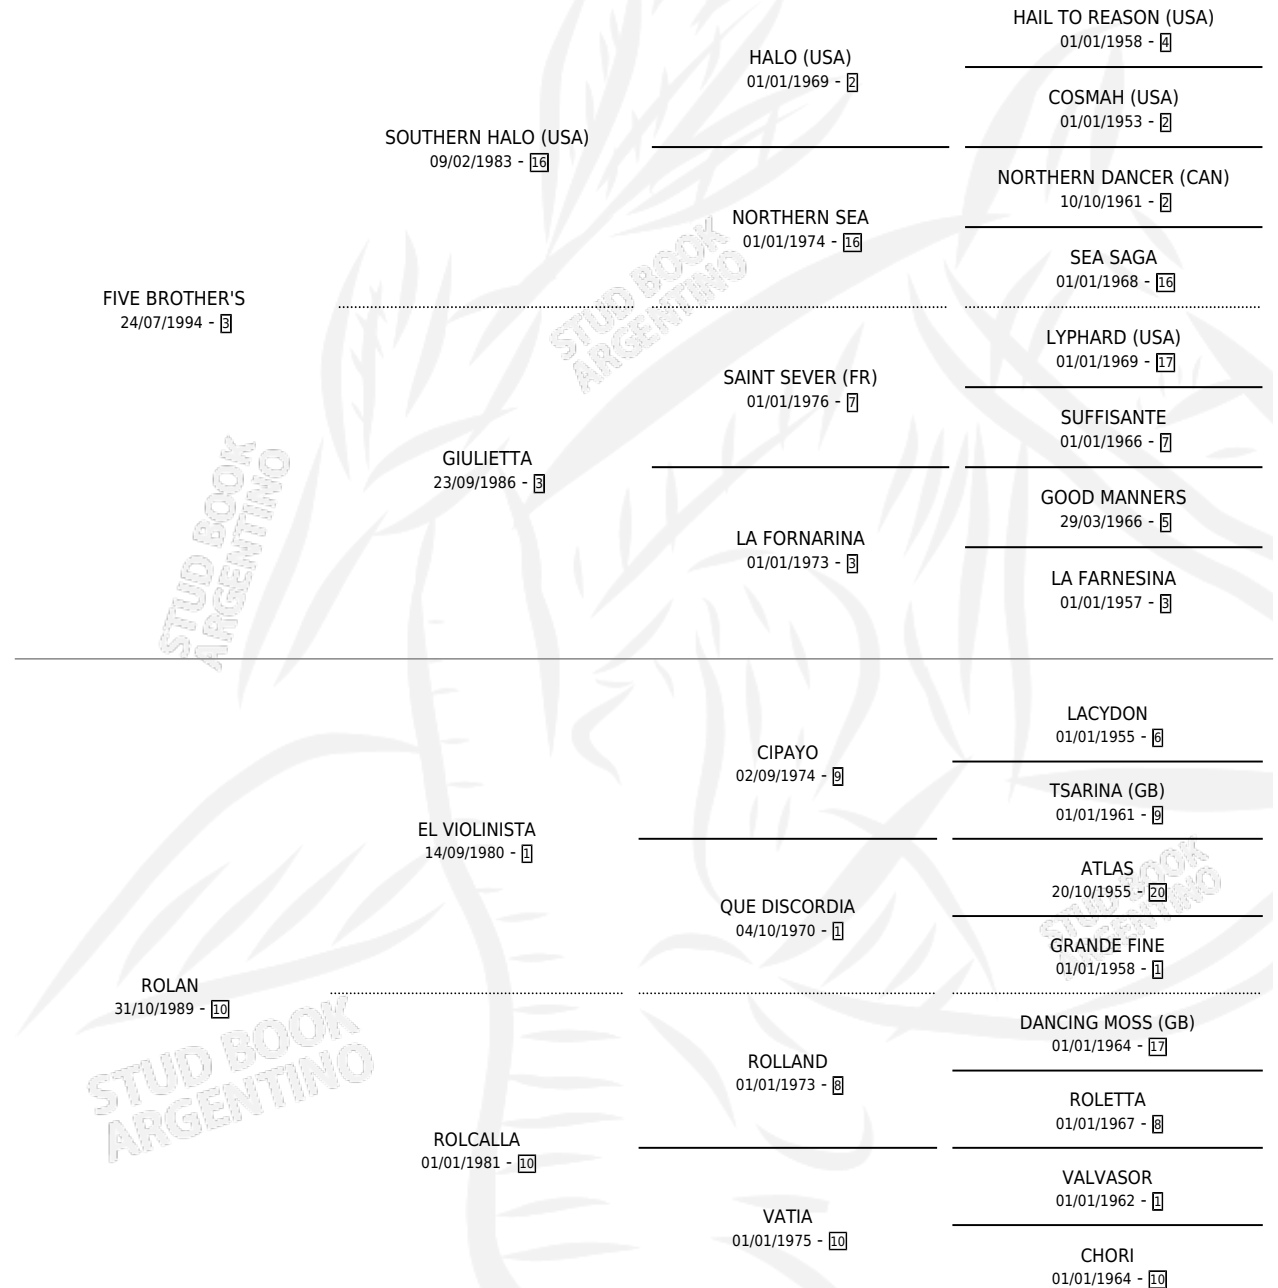 HAIL TO REASON (USA)
01/01/1958 - 4
HALO (USA)
01/01/1969 - 2
COSMAH (USA)
01/01/1953 - 2
SOUTHERN HALO (USA)
09/02/1983 - 16
NORTHERN DANCER (CAN)
10/10/1961 - 2
NORTHERN SEA
01/01/1974 - 16
SEA SAGA
01/01/1968 - 16
FIVE BROTHER'S
24/07/1994 - 3
STUD BOOK
ARGENTINO
LYPHARD (USA)
01/01/1969 - 17
SAINT SEVER (FR)
01/01/1976 - 7
SUFFISANTE
01/01/1966 - 7
GIULIETTA
23/09/1986 - 3
GOOD MANNERS
29/03/1966 - 5
LA FORNARINA
01/01/1973 - 3
LA FARNESINA
01/01/1957 - 3
STUD BOOK
ARGENTINO
LACYDON
01/01/1955 - 6
CIPAYO
02/09/1974 - 9
TSARINA (GB)
01/01/1961 - 9
EL VIOLINISTA
14/09/1980 - 1
ATLAS
20/10/1955 - 20
QUE DISCORDIA
04/10/1970 - 1
GRANDE FINE
01/01/1958 - 1
STUD BOOK
ARGENTINO
ROLAN
31/10/1989 - 10
DANCING MOSS (GB)
01/01/1964 - 17
ROLLAND
01/01/1973 - 8
ROLETTA
01/01/1967 - 8
STUD BOOK
ARGENTINO
ROLCALLA
01/01/1981 - 10
VALVASOR
01/01/1962 - 1
VATIA
01/01/1975 - 10
CHORI
01/01/1964 - 10